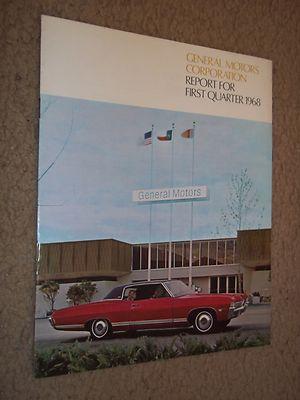 GENERAL MOTORS
CORPORATION
REPORT FOR
FIRST QUARTER 1968
General Motors